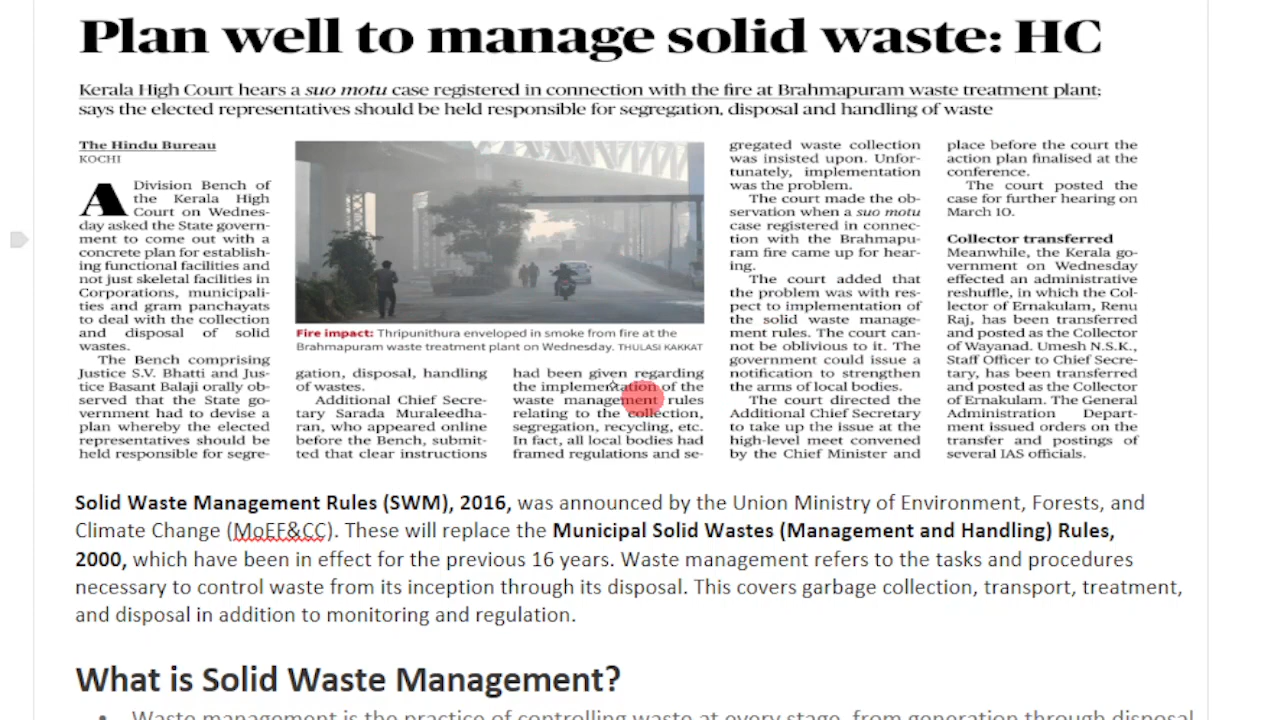 Plan well to manage solid waste: HC
Kerala High Court hears a suo motu case registered in connection with the fire at Brahmapuram waste treatment plant;
says the elected representatives should be held responsible for segregation, disposal and handling of waste
The Hindu Bureau
KOCHI
A Division Bench of
the Kerala High
Court on Wednes-
day asked the State govern-
ment to come out with a
concrete plan for establish-
ing functional facilities and
not just skeletal facilities in
Corporations, municipali-
ties and gram panchayats
to deal with the collection
and disposal of solid
wastes.
The Bench comprising
Justice S.V. Bhatti and Jus-
tice Basant Balaji orally ob-
served that the State go-
vernment had to devise a
plan whereby the elected
representatives should be
held responsible for segre-
Fire impact: Thripunithura enveloped in smoke from fire at the
Brahmapuram waste treatment plant on Wednesday. THULASI KAKKAT
gation, disposal, handling
of wastes.
Additional Chief Secre-
tary Sarada Muraleedha-
ran, who appeared online
before the Bench, submit-
ted that clear instructions
had been given regarding
the implementation of the
waste management rules
relating to the collection,
segregation, recycling, etc.
In fact, all local bodies had
framed regulations and se-
gregated waste collection
was insisted upon. Unfor-
tunately, implementation
was the problem.
The court made the ob-
servation when a suo motu
case registered in connec-
tion with the Brahmapu-
ram fire came up for hear-
ing.
The court added that
the problem was with res-
pect to implementation of
the solid waste manage-
ment rules. The court can-
not be oblivious to it. The
government could issue a
notification to strengthen
the arms of local bodies.
The court directed the
Additional Chief Secretary
to take up the issue at the
high-level meet convened
by the Chief Minister and
place before the court the
action plan finalised at the
conference.
The court posted the
case for further hearing on
March 10.
Collector transferred
Meanwhile, the Kerala go-
vernment on Wednesday
effected an administrative
reshuffle, in which the Col-
lector of Ernakulam, Renu
Raj, has been transferred
and posted as the Collector
of Wayanad. Umesh N.S.K.,
Staff Officer to Chief Secre-
tary, has been transferred
and posted as the Collector
of Ernakulam. The General
Administration Depart-
ment issued orders on the
transfer and postings of
several IAS officials.
Solid Waste Management Rules (SWM), 2016, was announced by the Union Ministry of Environment, Forests, and
Climate Change (MoEF&CC). These will replace the Municipal Solid Wastes (Management and Handling) Rules,
2000, which have been in effect for the previous 16 years. Waste management refers to the tasks and procedures
necessary to control waste from its inception through its disposal. This covers garbage collection, transport, treatment,
and disposal in addition to monitoring and regulation.
What is Solid Waste Management?
• Waste management is the practice of controlling waste at every stage, from generation through disposal